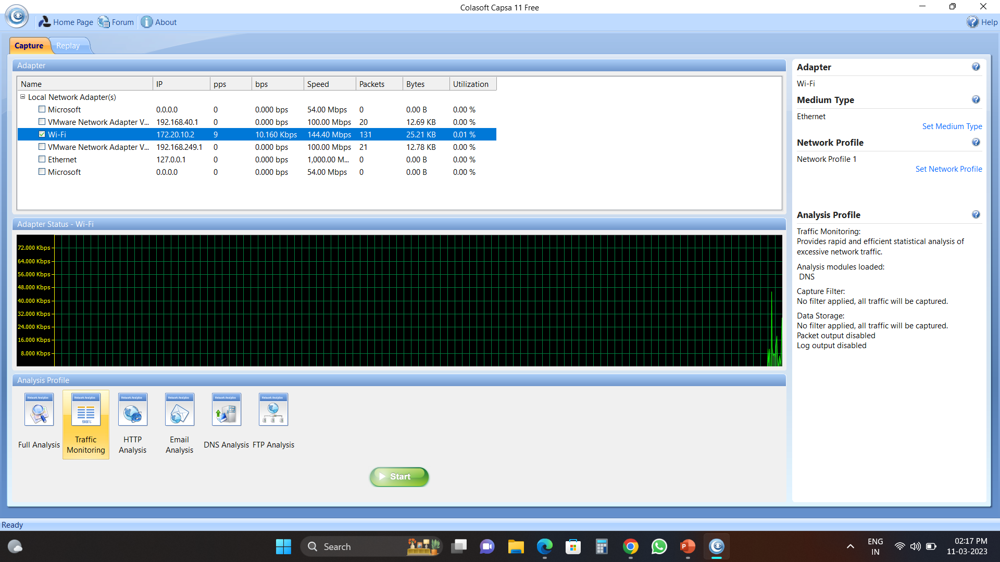 Colasoft Capsa 11 Free
Home Page Forum About Help
Capture Replay
Adapter
Name IP pps bps Speed Packets Bytes Utilization
Local Network Adapter(s)
Microsoft 0.0.0.0 0 0.000 bps 54.00 Mbps 0 0.00 B 0.00 %
VMware Network Adapter V... 192.168.40.1 0 0.000 bps 100.00 Mbps 20 12.69 KB 0.00 %
Wi-Fi 172.20.10.2 9 10.160 Kbps 144.40 Mbps 131 25.21 KB 0.01 %
VMware Network Adapter V... 192.168.249.1 0 0.000 bps 100.00 Mbps 21 12.78 KB 0.00 %
Ethernet 127.0.0.1 0 0.000 bps 1,000.00 M... 0 0.00 B 0.00 %
Microsoft 0.0.0.0 0 0.000 bps 54.00 Mbps 0 0.00 B 0.00 %
Adapter Status - Wi-Fi
72.000 Kbps
64.000 Kbps
56.000 Kbps
48.000 Kbps
40.000 Kbps
32.000 Kbps
24.000 Kbps
16.000 Kbps
8.000 Kbps
Analysis Profile
Network Analytics Network Analytics Network Analytics Network Analytics Network Analytics Network Analytics
98%
Full Analysis
Traffic
Monitoring
HTTP
Analysis
Email
Analysis
DNS Analysis
FTP Analysis
Start
Adapter
Wi-Fi
Medium Type
Ethernet
Set Medium Type
Network Profile
Network Profile 1
Set Network Profile
Analysis Profile
Traffic Monitoring:
Provides rapid and efficient statistical analysis of
excessive network traffic.
Analysis modules loaded:
DNS
Capture Filter:
No filter applied, all traffic will be captured.
Data Storage:
No filter applied, all traffic will be captured.
Packet output disabled
Log output disabled
Ready
Search
P
ENG
IN
02:17 PM
11-03-2023